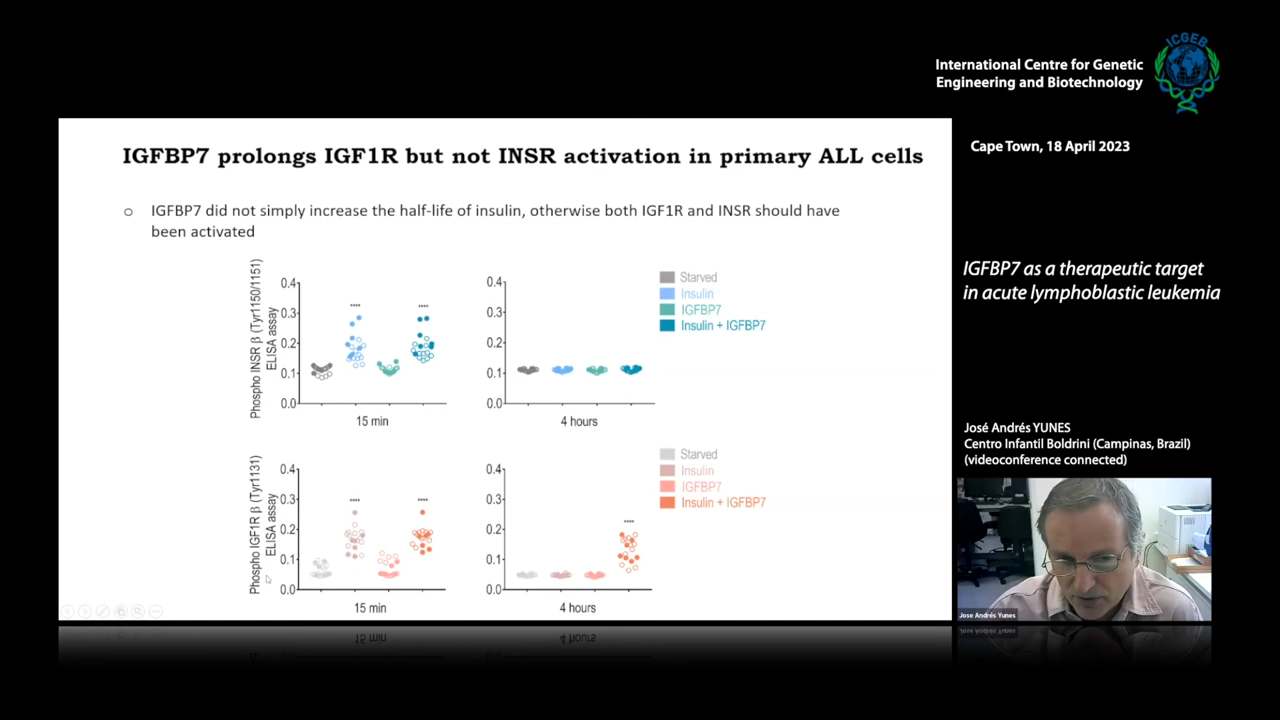 ICGEB
International Centre for Genetic
Engineering and Biotechnology
Cape Town, 18 April 2023
IGFBP7 prolongs IGF1R but not INSR activation in primary ALL cells
IGFBP7 did not simply increase the half-life of insulin, otherwise both IGF1R and INSR should have
been activated
Phospho INSR β (Tyr1150/1151)
ELISA assay
0.4
0.3
0.2
0.1
0.0
****
****
15 min
0.4
0.3
0.2
0.1
0.0
4 hours
Starved
Insulin
IGFBP7
Insulin + IGFBP7
Phospho IGF1R β (Tyr1131)
ELISA assay
0.4
0.3
0.2
0.1
0.0
****
****
15 min
0.4
0.3
0.2
0.1
0.0
****
4 hours
Starved
Insulin
IGFBP7
Insulin + IGFBP7
IGFBP7 as a therapeutic target
in acute lymphoblastic leukemia
José Andrés YUNES
Centro Infantil Boldrini (Campinas, Brazil)
(videoconference connected)
Jose Andrés Yunes